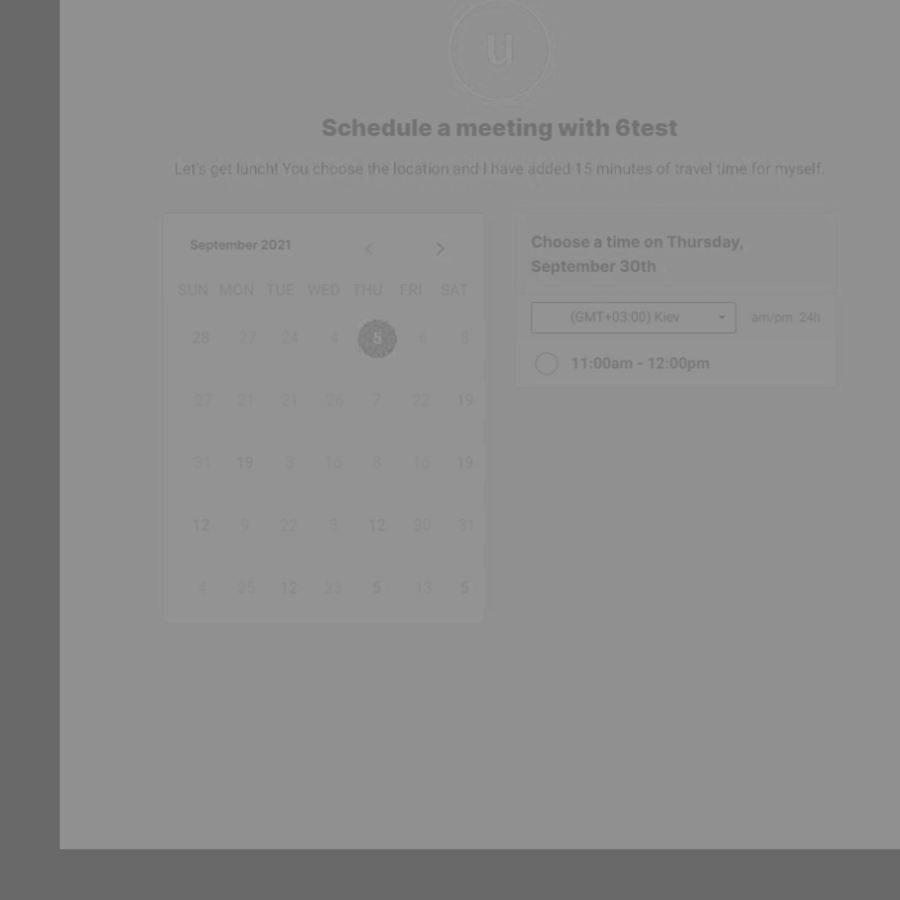 u
Schedule a meeting with 6test
Let's get lunch! You choose the location and I have added 15 minutes of travel time for myself.
September 2021
SUN MON TUE WED THU FRI SAT
28 27 24 4 5 6 8
27 21 21 26 7 22 19
31 19 3 16 8 18 19
12 9 22 3 12 30 31
4 25 12 23 5 13 5
Choose a time on Thursday,
September 30th
(GMT+03:00) Kiev
am/pm 24h
11:00am - 12:00pm